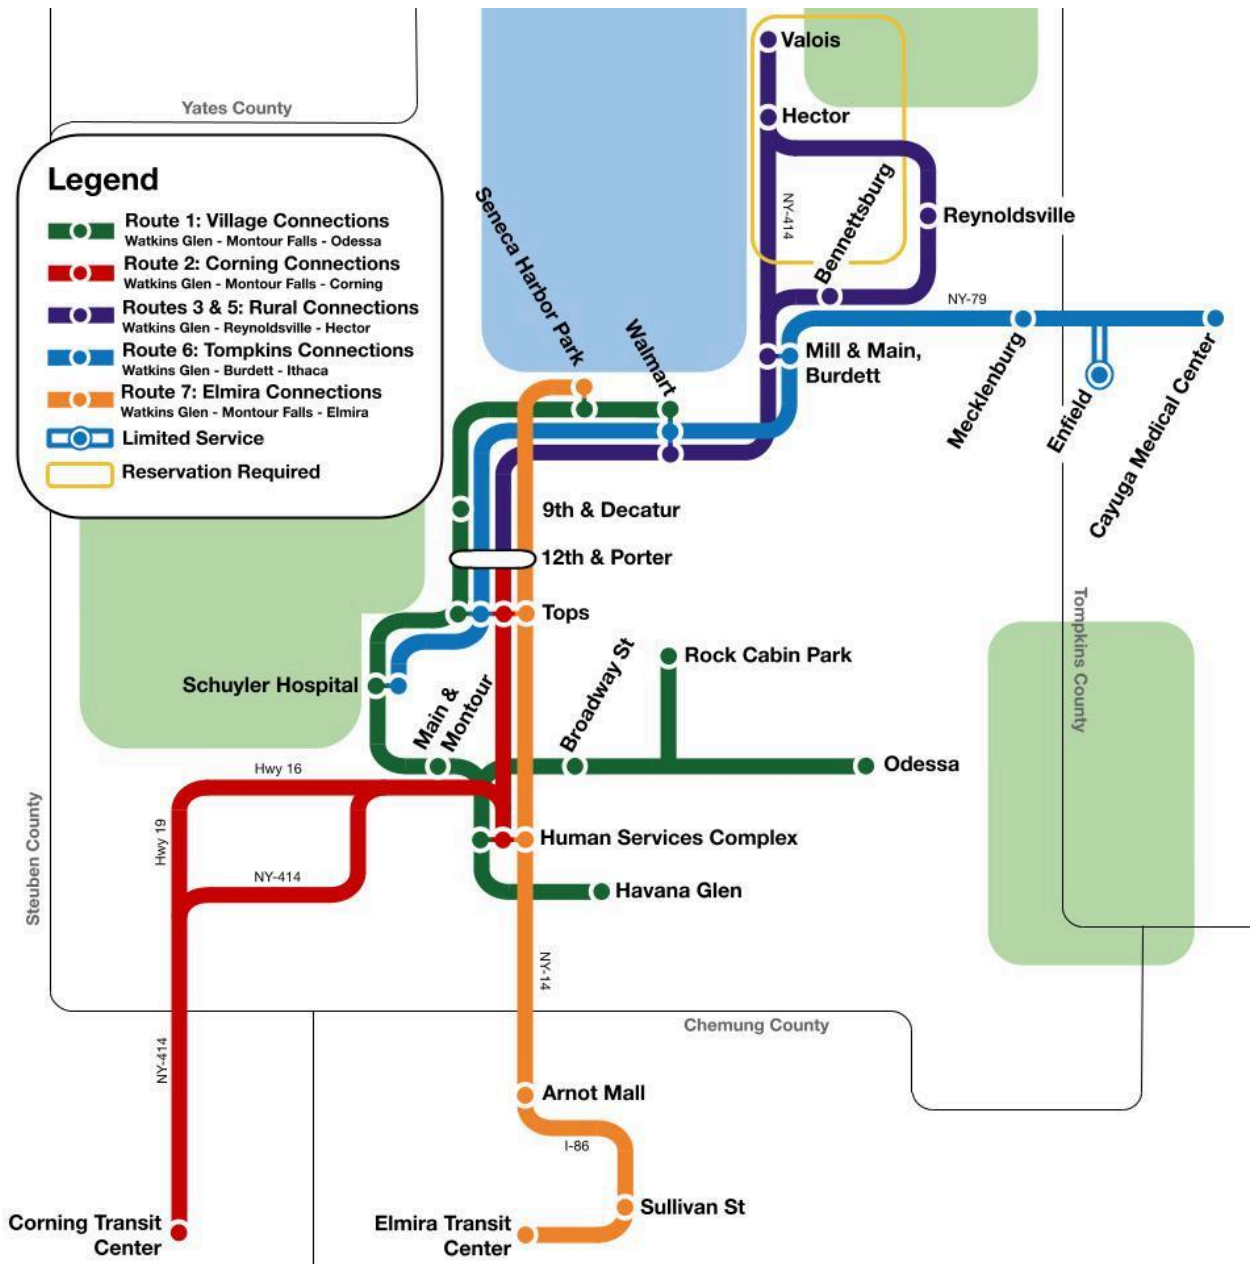 Valois
Yates County
Hector
Legend
Route 1: Village Connections
Watkins Glen - Montour Falls - Odessa
Route 2: Corning Connections
Watkins Glen - Montour Falls - Corning
Routes 3 & 5: Rural Connections
Watkins Glen - Reynoldsville - Hector
Route 6: Tompkins Connections
Watkins Glen - Burdett - Ithaca
Route 7: Elmira Connections
Watkins Glen - Montour Falls - Elmira
Limited Service
Reservation Required
Seneca Harbor Park
Walmart
NY-414
Bennettsburg
Reynoldsville
NY-79
Mill & Main,
Burdett
Mecklenburg
Enfield
Cayuga Medical Center
9th & Decatur
12th & Porter
Tops
Tompkins County
Schuyler Hospital
Main &
Montour
Broadway St
Rock Cabin Park
Odessa
Hwy 16
Hwy 19
NY-414
Steuben County
Human Services Complex
Havana Glen
NY-14
Chemung County
NY-414
Arnot Mall
I-86
Sullivan St
Corning Transit
Center
Elmira Transit
Center